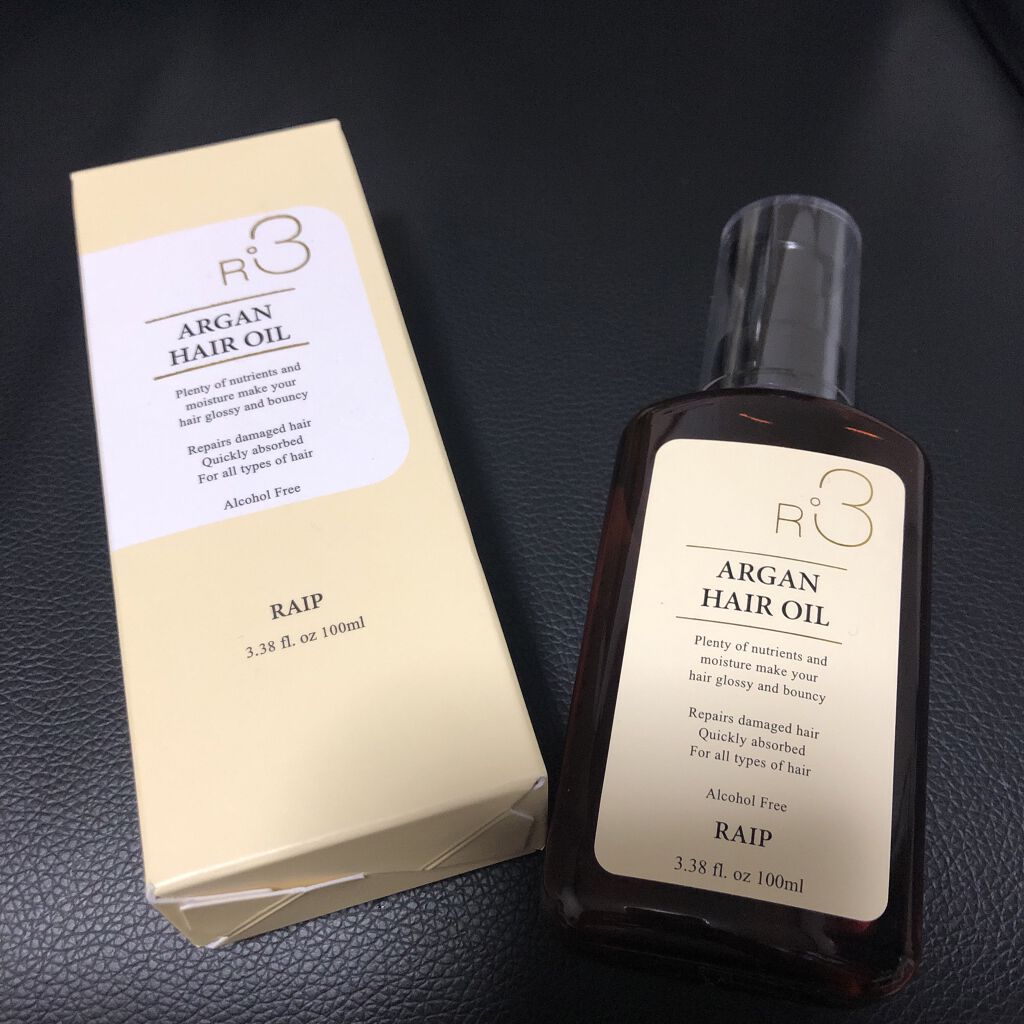 R3
ARGAN
HAIR OIL
Plenty of nutrients and
moisture make your
hair glossy and bouncy
Repairs damaged hair
Quickly absorbed
For all types of hair
Alcohol Free
RAIP
3.38 fl. oz 100ml
R3
ARGAN
HAIR OIL
Plenty of nutrients and
moisture make your
hair glossy and bouncy
Repairs damaged hair
Quickly absorbed
For all types of hair
Alcohol Free
RAIP
3.38 fl. oz 100ml